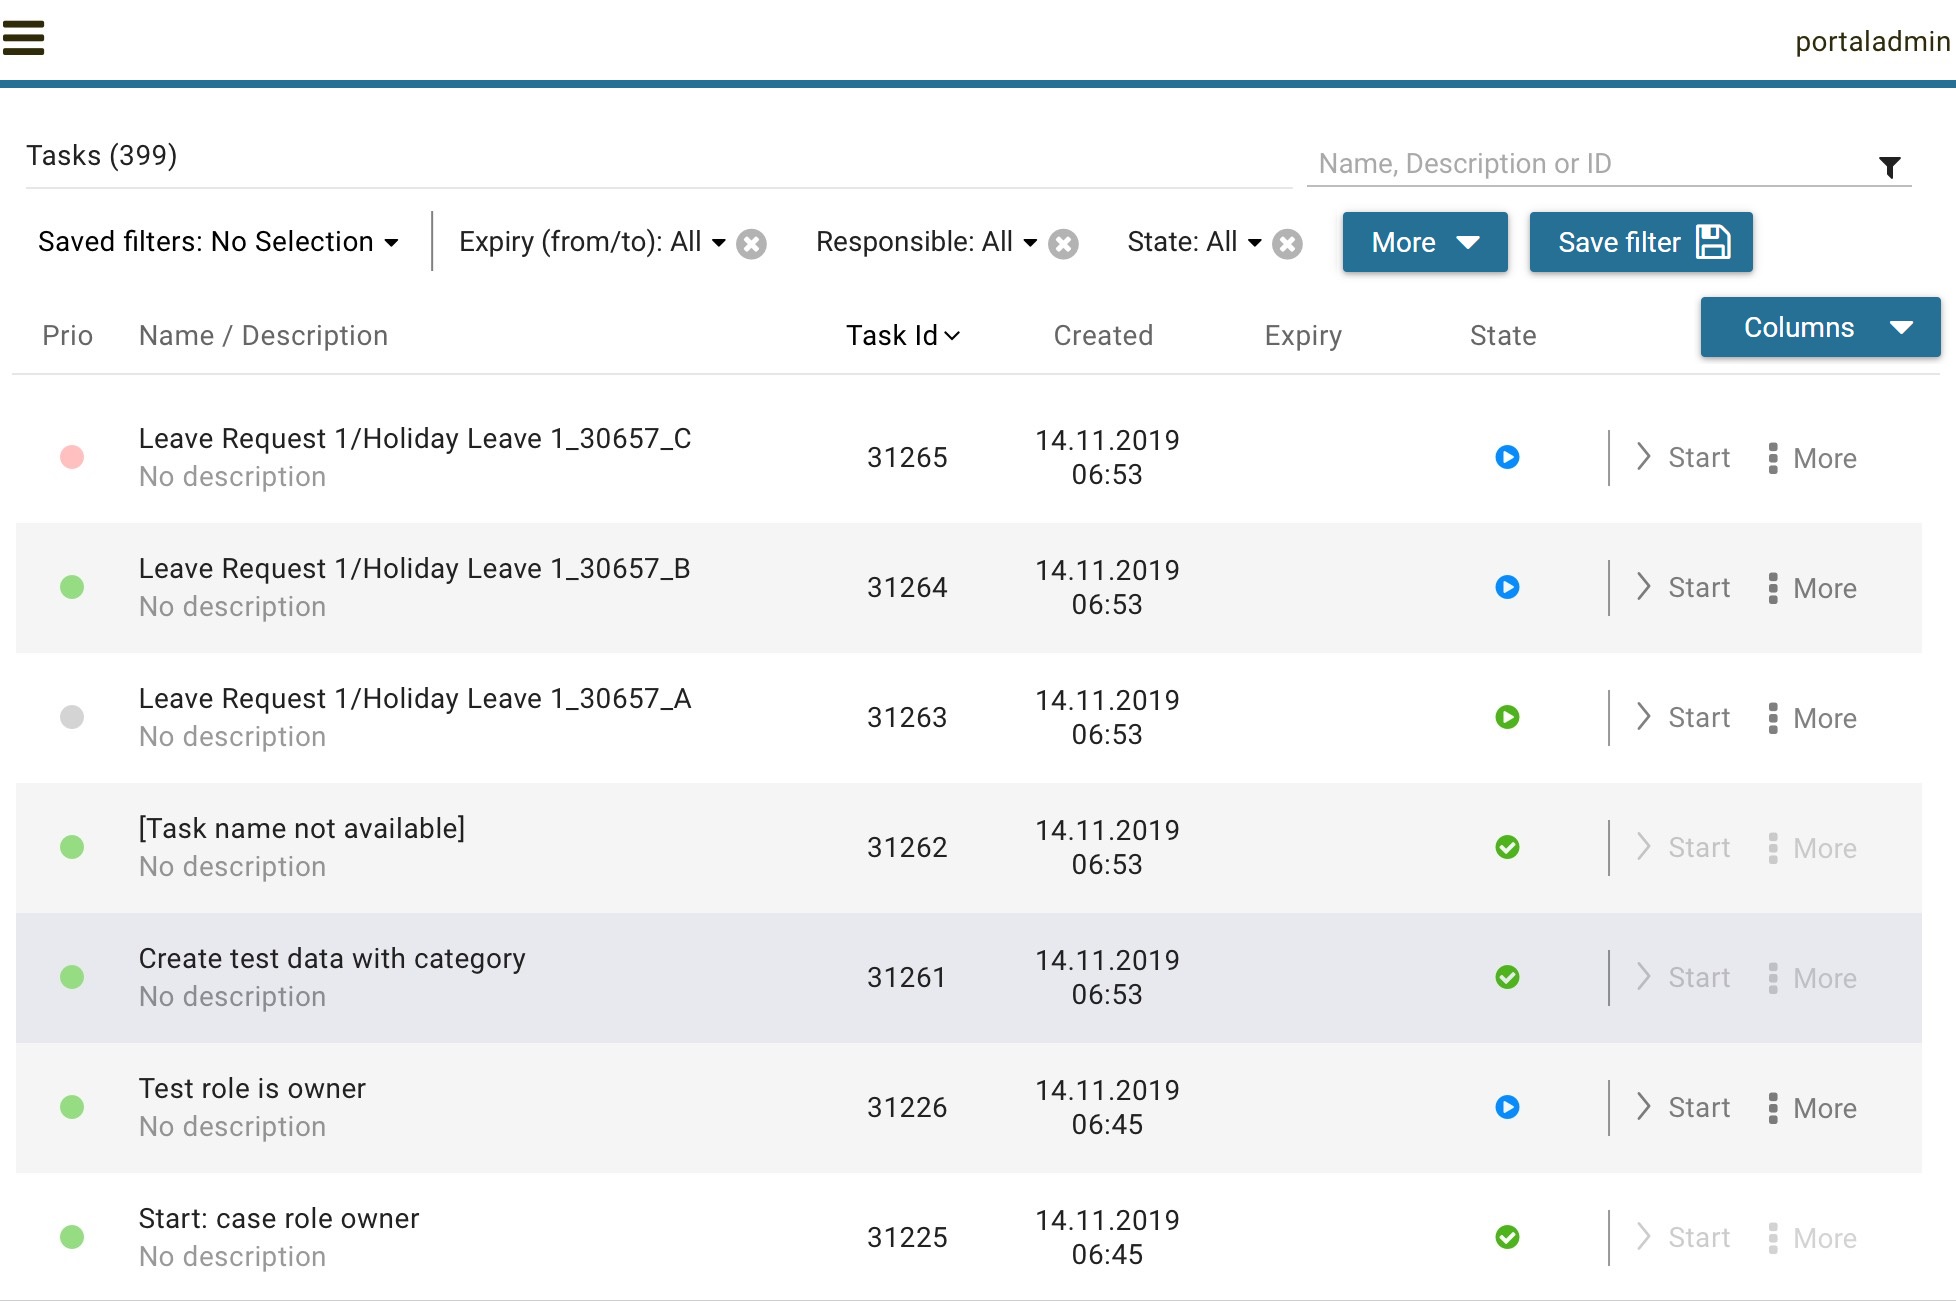 portaladmin
Tasks (399)
Name, Description or ID
Saved filters: No Selection
Expiry (from/to): All
Responsible: All
State: All
More
Save filter
Prio
Name / Description
Task Id
Created
Expiry
State
Columns
Leave Request 1/Holiday Leave 1_30657_C
No description
31265
14.11.2019
06:53
Start
More
Leave Request 1/Holiday Leave 1_30657_B
No description
31264
14.11.2019
06:53
Start
More
Leave Request 1/Holiday Leave 1_30657_A
No description
31263
14.11.2019
06:53
Start
More
[Task name not available]
No description
31262
14.11.2019
06:53
Start
More
Create test data with category
No description
31261
14.11.2019
06:53
Start
More
Test role is owner
No description
31226
14.11.2019
06:45
Start
More
Start: case role owner
No description
31225
14.11.2019
06:45
Start
More